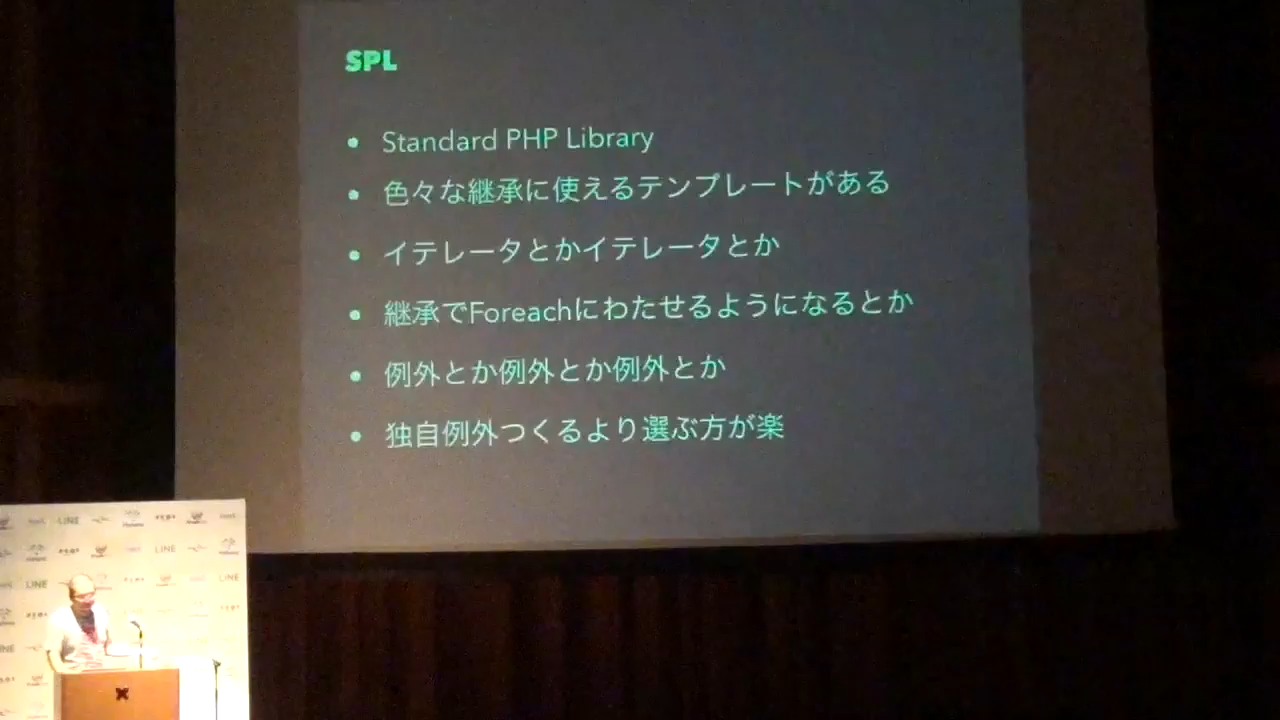 SPL
Standard PHP Library
色々な継承に使えるテンプレートがある
イテレータとかイテレータとか
継承でForeachにわたせるようになるとか
例外とか例外とか例外とか
独自例外つくるより選ぶ方が楽
LINE
LINE
LINE
LINE